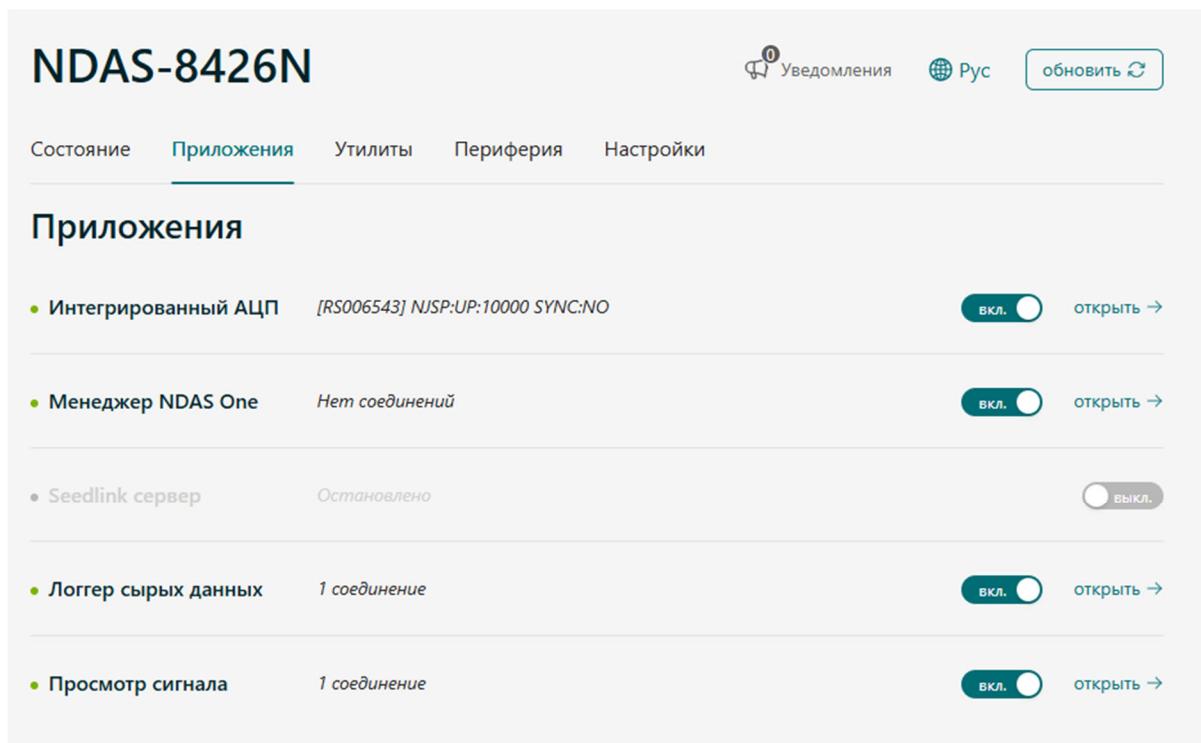 NDAS-8426N
0
Уведомления
Рус
обновить
Состояние Приложения Утилиты Периферия Настройки
Приложения
Интегрированный АЦП [RS006543] NJSP:UP:10000 SYNC:NO вкл. открыть →
Менеджер NDAS One Нет соединений вкл. открыть →
Seedlink сервер Остановлено выкл.
Логгер сырых данных 1 соединение вкл. открыть →
Просмотр сигнала 1 соединение вкл. открыть →